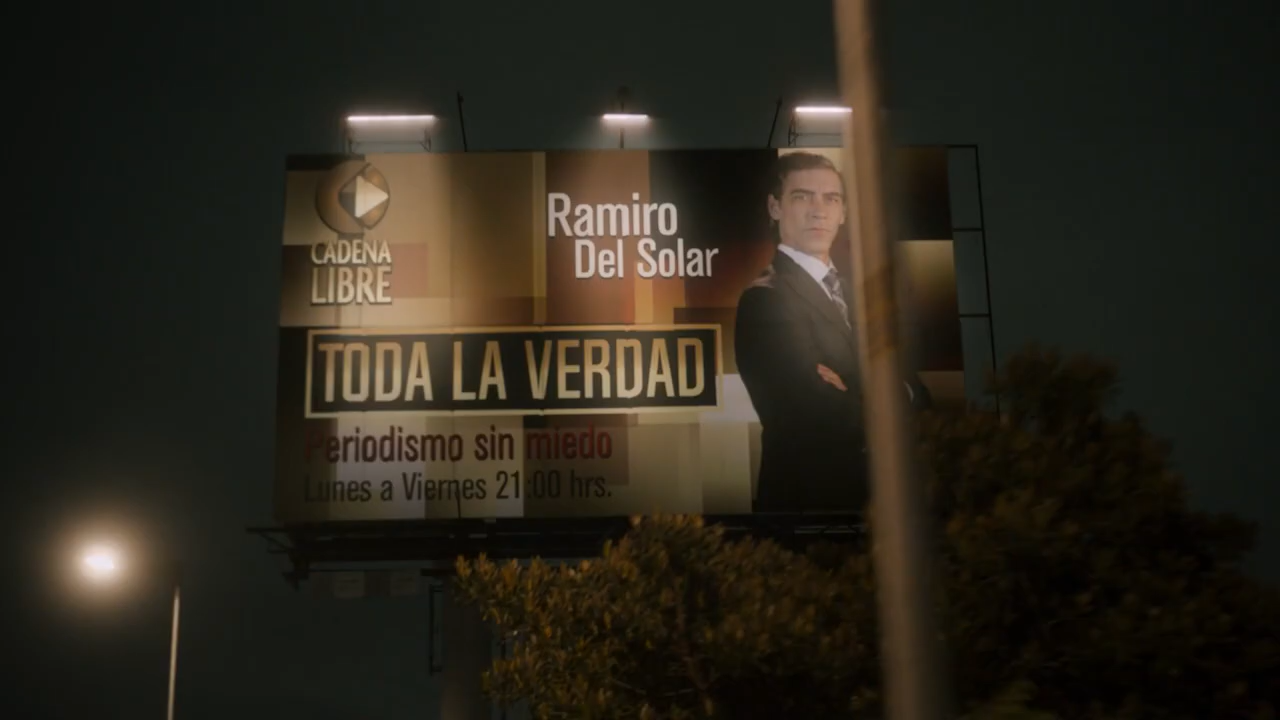 CADENA
LIBRE
Ramiro
Del Solar
TODA LA VERDAD
Periodismo sin miedo
Lunes a Viernes 21:00 hrs.